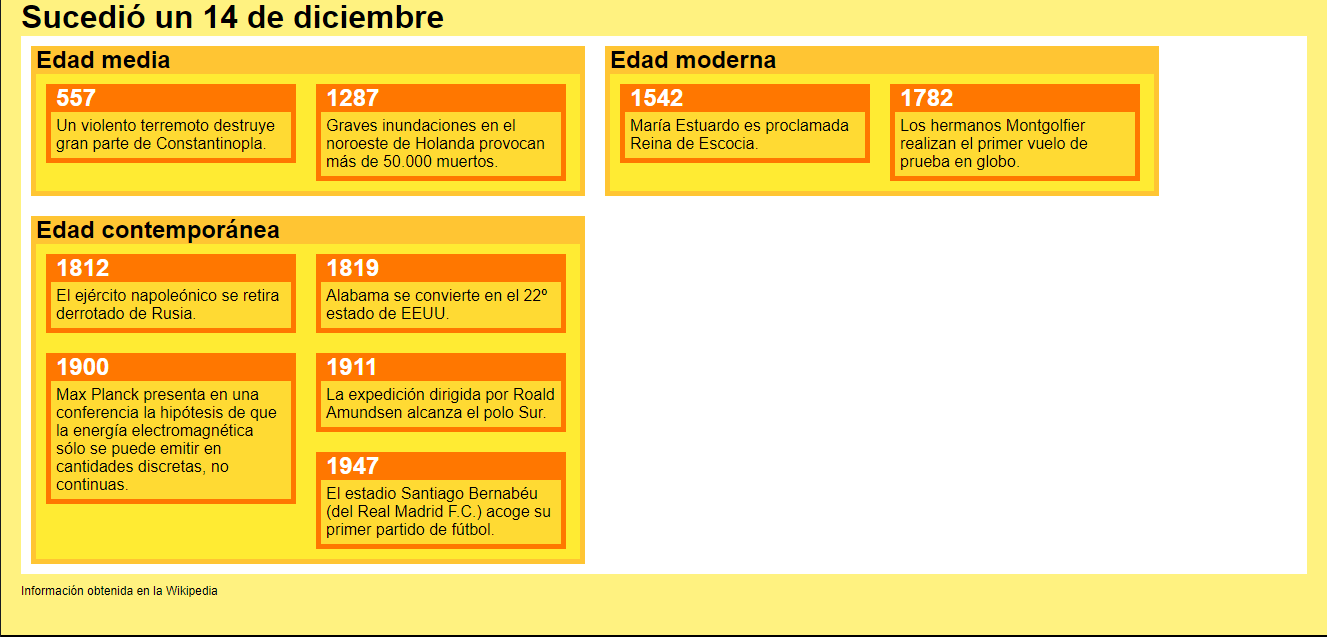 Sucedió un 14 de diciembre
Edad media
557
Un violento terremoto destruye
gran parte de Constantinopla.
1287
Graves inundaciones en el
noroeste de Holanda provocan
más de 50.000 muertos.
Edad moderna
1542
María Estuardo es proclamada
Reina de Escocia.
1782
Los hermanos Montgolfier
realizan el primer vuelo de
prueba en globo.
Edad contemporánea
1812
El ejército napoleónico se retira
derrotado de Rusia.
1819
Alabama se convierte en el 22º
estado de EEUU.
1900
Max Planck presenta en una
conferencia la hipótesis de que
la energía electromagnética
sólo se puede emitir en
cantidades discretas, no
continuas.
1911
La expedición dirigida por Roald
Amundsen alcanza el polo Sur.
1947
El estadio Santiago Bernabéu
(del Real Madrid F.C.) acoge su
primer partido de fútbol.
Información obtenida en la Wikipedia